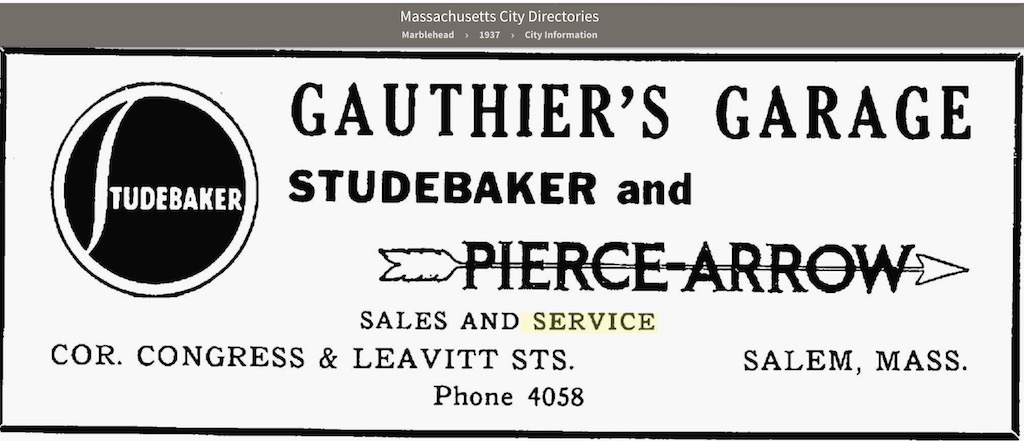 Massachusetts City Directories
Marblehead › 1937 › City Information
GAUTHIER'S GARAGE
STUDEBAKER
STUDEBAKER and
PIERCE-ARROW
SALES AND SERVICE
COR. CONGRESS & LEAVITT STS. SALEM, MASS.
Phone 4058